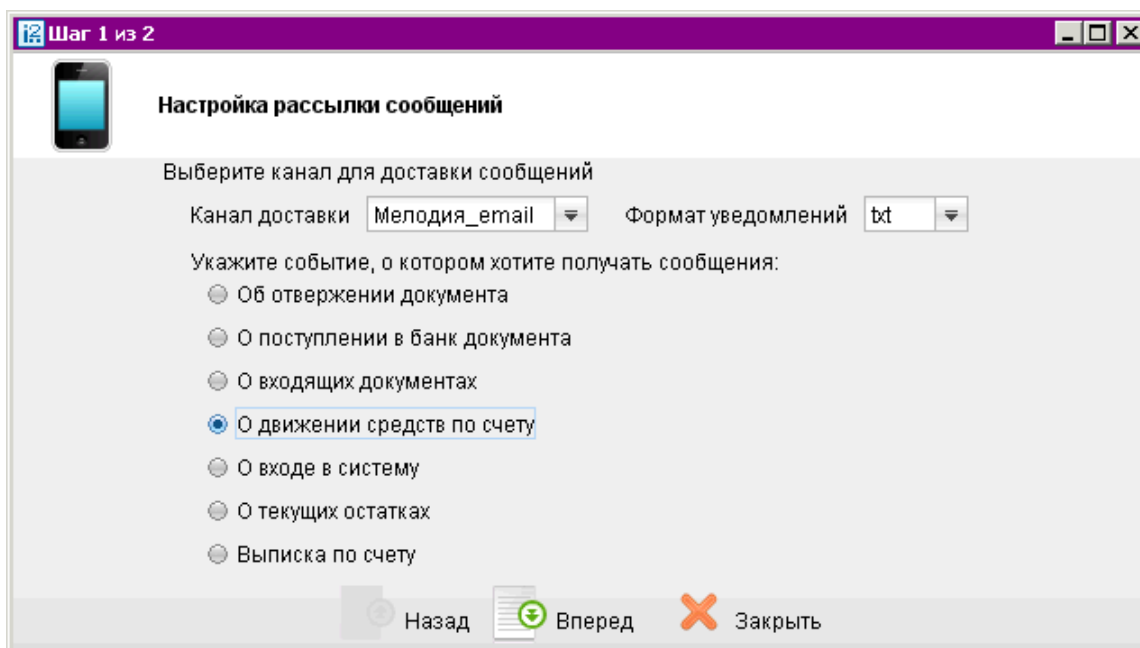 Шаг 1 из 2
Настройка рассылки сообщений
Выберите канал для доставки сообщений
Канал доставки Мелодия_email Формат уведомлений txt
Укажите событие, о котором хотите получать сообщения:
Об отвержении документа
О поступлении в банк документа
О входящих документах
О движении средств по счету
О входе в систему
О текущих остатках
Выписка по счету
Назад Вперед Закрыть